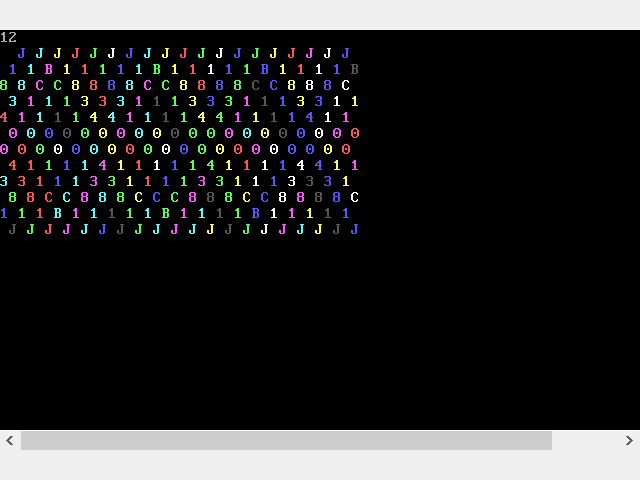 12
J J J J J J J J J J J J J J J J J J J
1 1 B 1 1 1 1 1 B 1 1 1 1 1 B 1 1 1 1 B
8 8 C C 8 8 8 8 C C 8 8 8 8 C C 8 8 8 C
3 1 1 1 3 3 3 1 1 1 3 3 3 1 1 1 3 3 1 1
4 1 1 1 1 4 4 1 1 1 1 4 4 1 1 1 1 4 1 1
0 0 0 0 0 0 0 0 0 0 0 0 0 0 0 0 0 0 0 0
0 0 0 0 0 0 0 0 0 0 0 0 0 0 0 0 0 0 0 0
4 1 1 1 1 4 1 1 1 1 1 1 4 1 1 1 4 4 1 1
3 3 1 1 1 3 3 1 1 1 1 3 3 1 1 1 3 3 3 1
8 8 C C 8 8 8 C C C 8 8 8 C C 8 8 8 8 C
1 1 1 B 1 1 1 1 1 B 1 1 1 1 B 1 1 1 1 1
J J J J J J J J J J J J J J J J J J J J